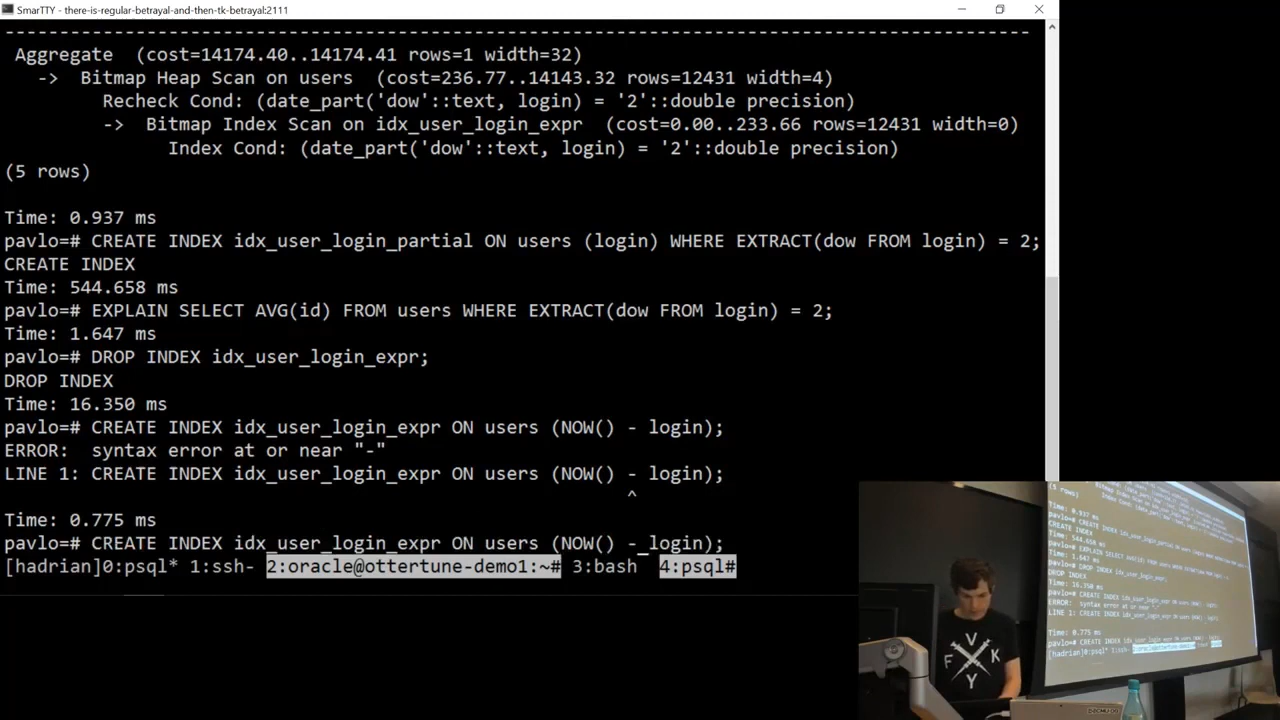 SmarTTY - there-is-regular-betrayal-and-then-tk-betrayal:2111
---------------------------------------------------------------------------------------------
Aggregate  (cost=14174.40..14174.41 rows=1 width=32)
->  Bitmap Heap Scan on users  (cost=236.77..14143.32 rows=12431 width=4)
Recheck Cond: (date_part('dow'::text, login) = '2'::double precision)
->  Bitmap Index Scan on idx_user_login_expr  (cost=0.00..233.66 rows=12431 width=0)
Index Cond: (date_part('dow'::text, login) = '2'::double precision)
(5 rows)
Time: 0.937 ms
pavlo=# CREATE INDEX idx_user_login_partial ON users (login) WHERE EXTRACT(dow FROM login) = 2;
CREATE INDEX
Time: 544.658 ms
pavlo=# EXPLAIN SELECT AVG(id) FROM users WHERE EXTRACT(dow FROM login) = 2;
Time: 1.647 ms
pavlo=# DROP INDEX idx_user_login_expr;
DROP INDEX
Time: 16.350 ms
pavlo=# CREATE INDEX idx_user_login_expr ON users (NOW() - login);
ERROR:  syntax error at or near "-"
LINE 1: CREATE INDEX idx_user_login_expr ON users (NOW() - login);
^
Time: 0.775 ms
pavlo=# CREATE INDEX idx_user_login_expr ON users (NOW() -_login);
[hadrian]0:psql* 1:ssh- 2:oracle@ottertune-demo1:~# 3:bash  4:psql#
V
F K
Y